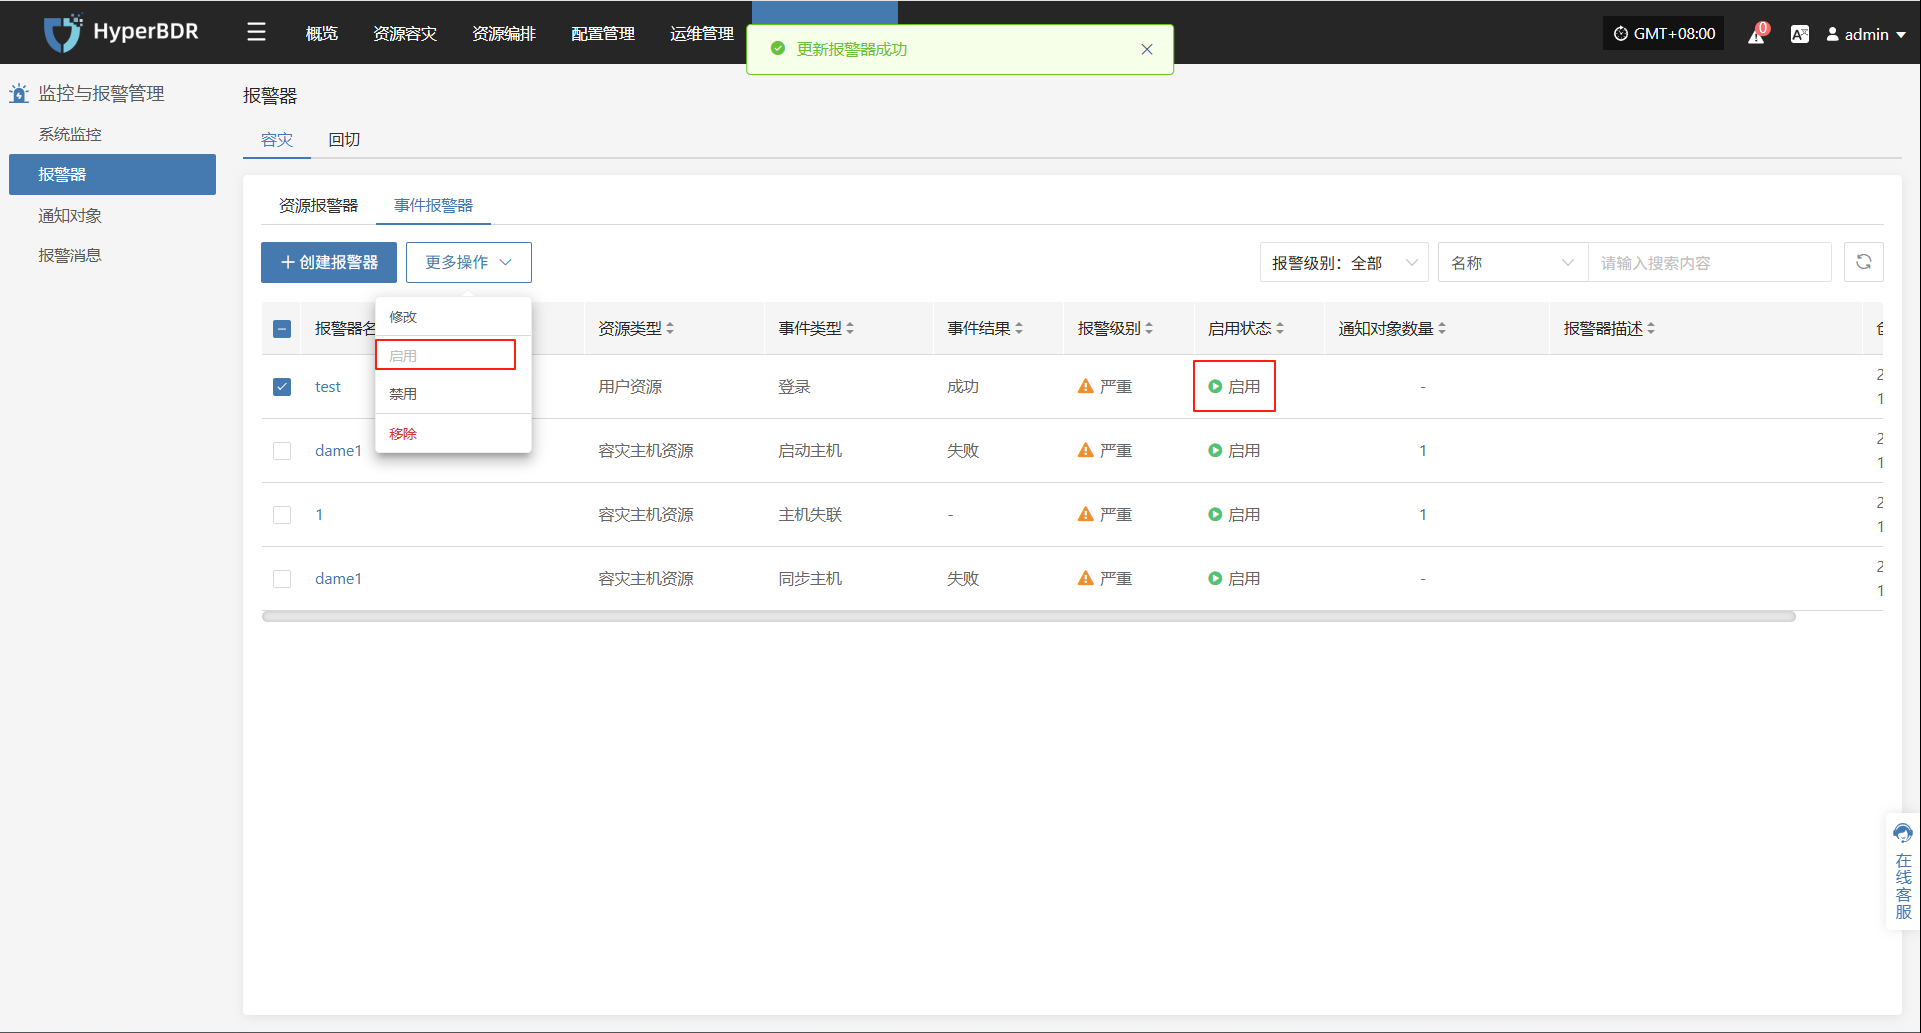 HyperBDR 概览 资源容灾 资源编排 配置管理 运维管理 GMT+08:00 0 A admin
更新报警器成功
监控与报警管理
系统监控
报警器
通知对象
报警消息
报警器
容灾 回切
资源报警器 事件报警器
创建报警器 更多操作 报警级别：全部 名称 请输入搜索内容
修改
启用
禁用
移除
报警器名 资源类型 事件类型 事件结果 报警级别 启用状态 通知对象数量 报警器描述
test 用户资源 登录 成功 严重 启用 - 2
1
dame1 容灾主机资源 启动主机 失败 严重 启用 1 2
1
1 容灾主机资源 主机失联 - 严重 启用 1 2
1
dame1 容灾主机资源 同步主机 失败 严重 启用 - 2
1
在线客服